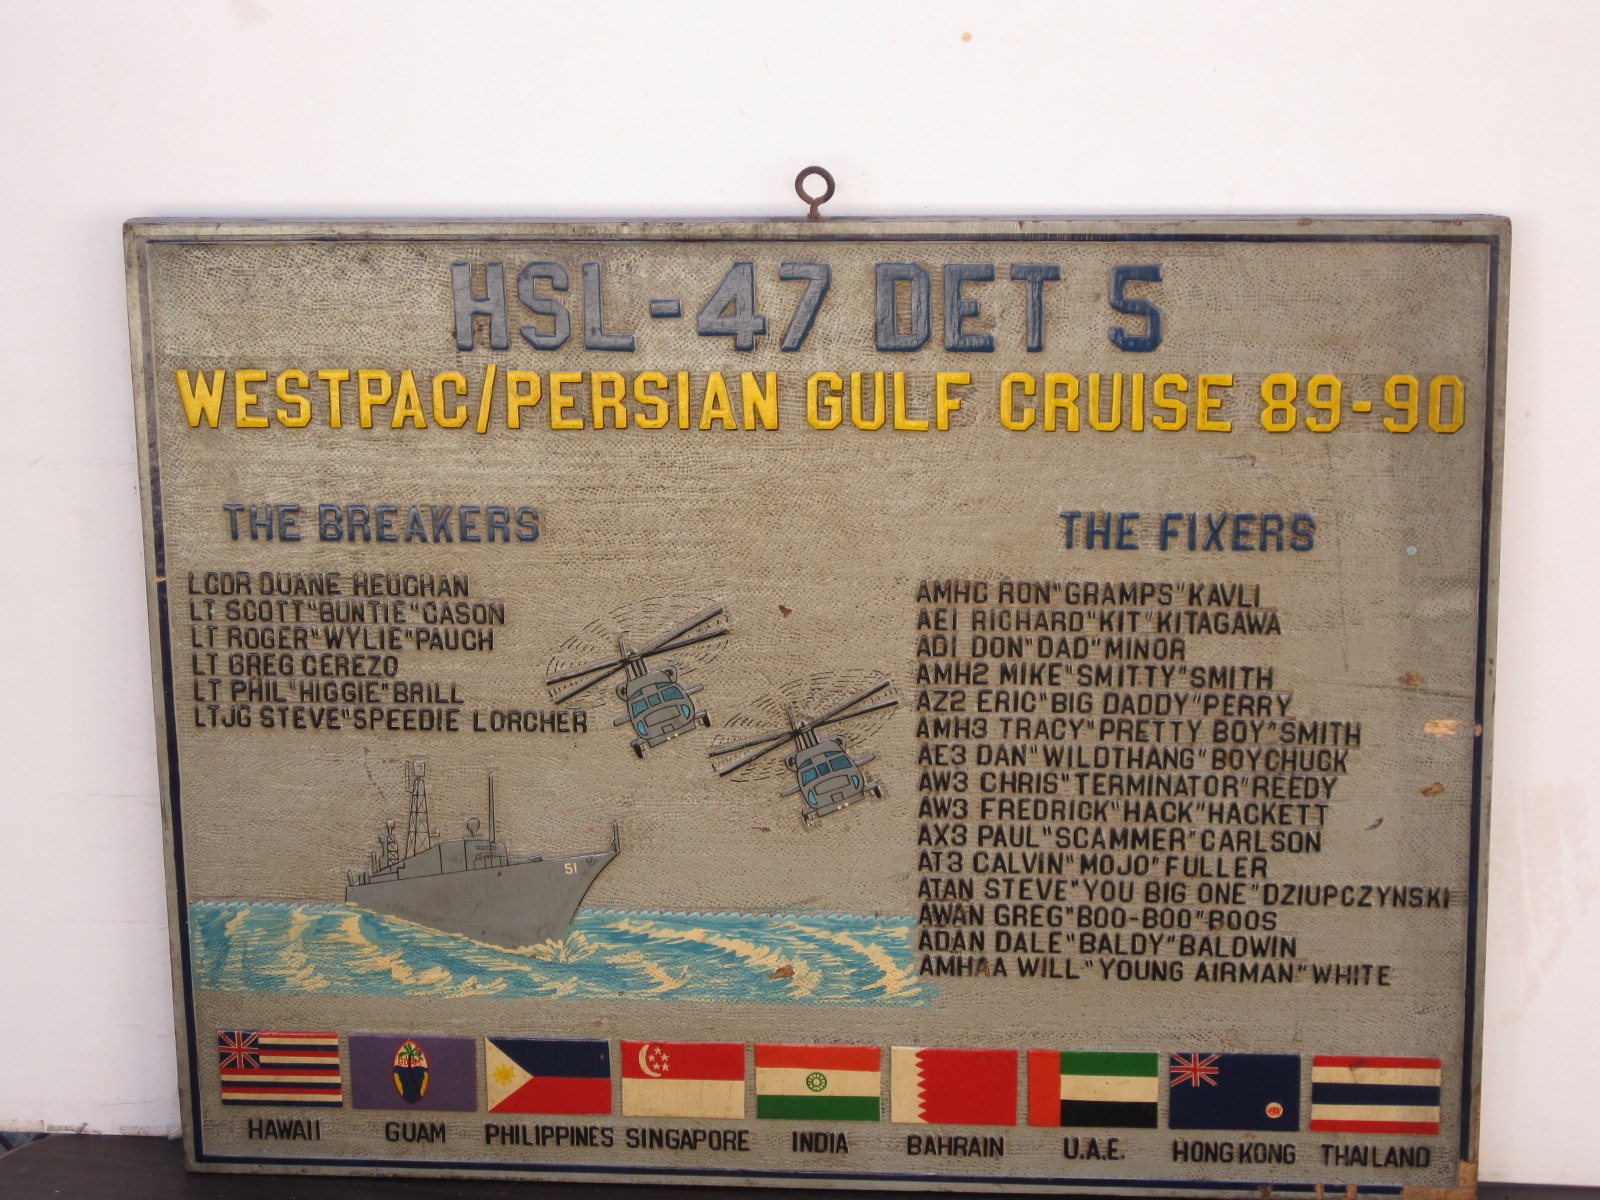 HSL-47 DET 5
WESTPAC/PERSIAN GULF CRUISE 89-90
THE BREAKERS
LCDR DUANE HEUGHAN
LT SCOTT "BUNTIE" CASON
LT ROGER "WYLIE" PAUCH
LT GREG CEREZO
LT PHIL "HIGGIE" BRILL
LTJG STEVE "SPEEDIE LORCHER
THE FIXERS
AMHC RON "GRAMPS" KAVLI
AE1 RICHARD "KIT" KITAGAWA
AD1 DON "DAD" MINOR
AMH2 MIKE "SMITTY" SMITH
AZ2 ERIC "BIG DADDY" PERRY
AMH3 TRACY "PRETTY BOY" SMITH
AE3 DAN "WILDTHANG" BOYCHUCK
AW3 CHRIS "TERMINATOR" REEDY
AW3 FREDRICK "HACK" HACKETT
AX3 PAUL "SCAMMER" CARLSON
AT3 CALVIN "MOJO" FULLER
ATAN STEVE "YOU BIG ONE" DZIUPCZYNSKI
AWAN GREG "BOO-BOO" BOOS
ADAN DALE "BALDY" BALDWIN
AMHAA WILL "YOUNG AIRMAN" WHITE
51
HAWAII GUAM PHILIPPINES SINGAPORE INDIA BAHRAIN U.A.E. HONG KONG THAILAND